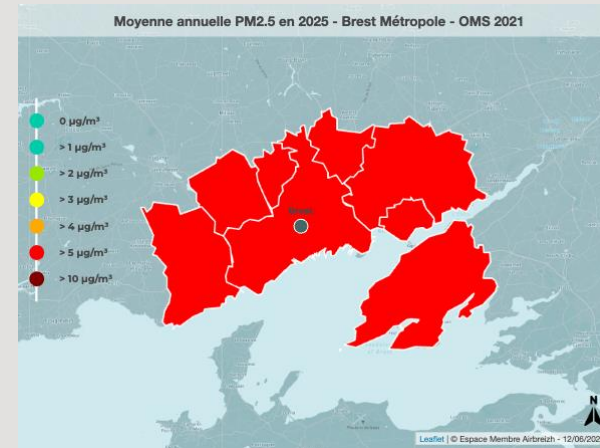 Moyenne annuelle PM2.5 en 2025 - Brest Métropole - OMS 2021
0 µg/m³
> 1 µg/m³
> 2 µg/m³
> 3 µg/m³
> 4 µg/m³
> 5 µg/m³
> 10 µg/m³
Brest
N
Leaflet | © Espace Membre Airbreizh - 12/06/202